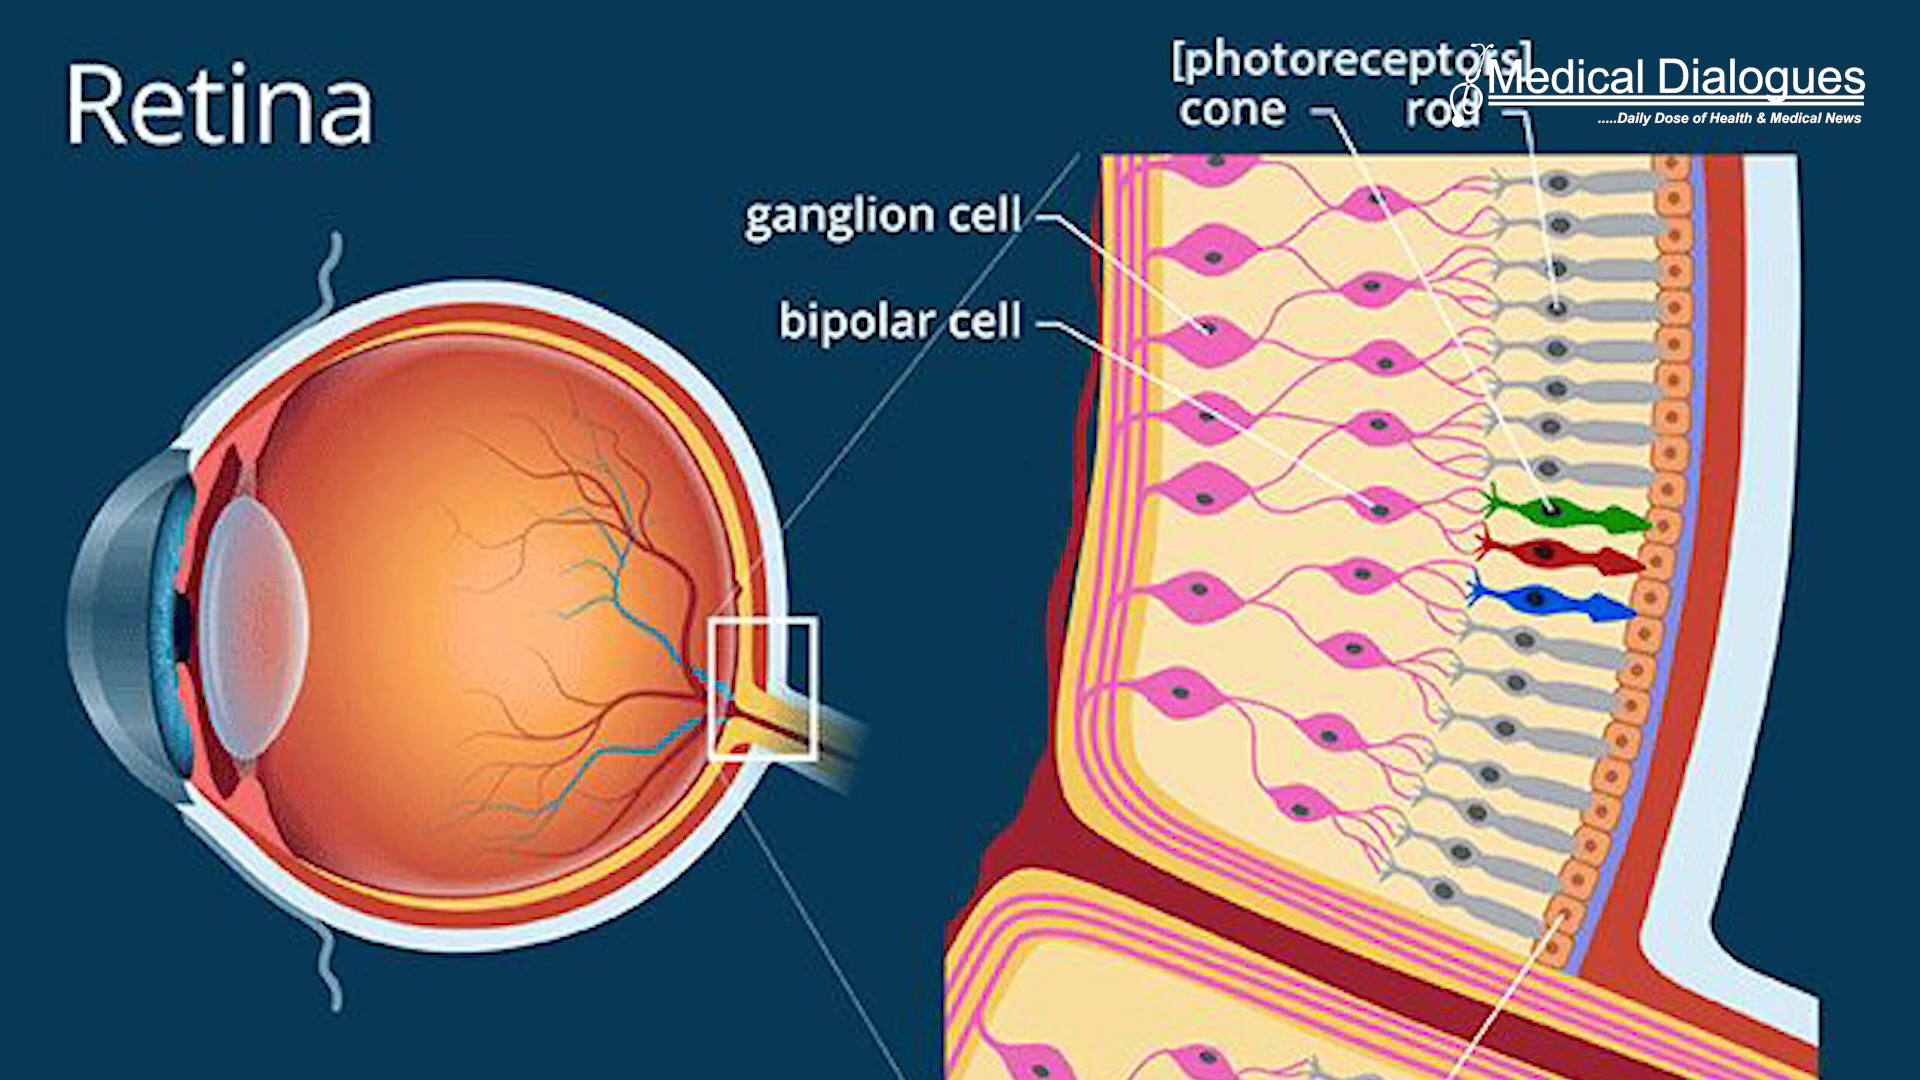 Retina
[photoreceptors]
cone
rod
Medical Dialogues
.....Daily Dose of Health & Medical News
ganglion cell
bipolar cell